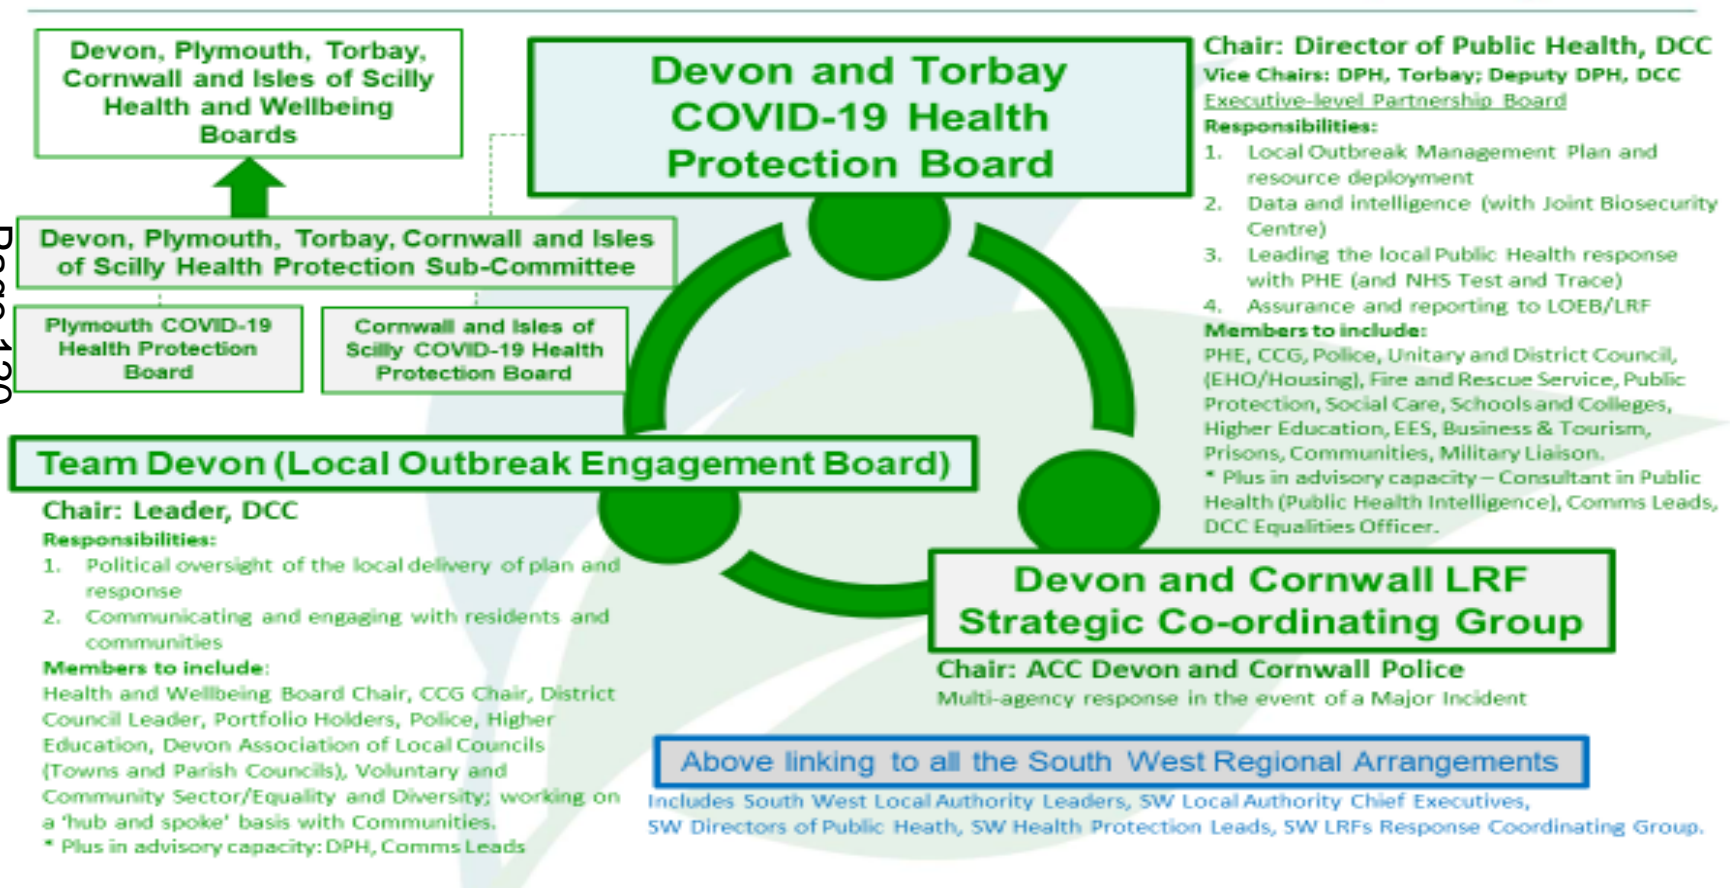 Devon, Plymouth, Torbay,
Cornwall and Isles of Scilly
Health and Wellbeing
Boards
Devon, Plymouth, Torbay, Cornwall and Isles
of Scilly Health Protection Sub-Committee
Plymouth COVID-19
Health Protection
Board
Cornwall and Isles of
Scilly COVID-19 Health
Protection Board
Devon and Torbay
COVID-19 Health
Protection Board
Chair: Director of Public Health, DCC
Vice Chairs: DPH, Torbay; Deputy DPH, DCC
Executive-level Partnership Board
Responsibilities:
1. Local Outbreak Management Plan and
resource deployment
2. Data and intelligence (with Joint Biosecurity
Centre)
3. Leading the local Public Health response
with PHE (and NHS Test and Trace)
4. Assurance and reporting to LOEB/LRF
Members to include:
PHE, CCG, Police, Unitary and District Council,
(EHO/Housing), Fire and Rescue Service, Public
Protection, Social Care, Schools and Colleges,
Higher Education, EES, Business & Tourism,
Prisons, Communities, Military Liaison.
* Plus in advisory capacity – Consultant in Public
Health (Public Health Intelligence), Comms Leads,
DCC Equalities Officer.
Team Devon (Local Outbreak Engagement Board)
Chair: Leader, DCC
Responsibilities:
1. Political oversight of the local delivery of plan and
response
2. Communicating and engaging with residents and
communities
Members to include:
Health and Wellbeing Board Chair, CCG Chair, District
Council Leader, Portfolio Holders, Police, Higher
Education, Devon Association of Local Councils
(Towns and Parish Councils), Voluntary and
Community Sector/Equality and Diversity; working on
a 'hub and spoke' basis with Communities.
* Plus in advisory capacity: DPH, Comms Leads
Devon and Cornwall LRF
Strategic Co-ordinating Group
Chair: ACC Devon and Cornwall Police
Multi-agency response in the event of a Major Incident
Above linking to all the South West Regional Arrangements
Includes South West Local Authority Leaders, SW Local Authority Chief Executives,
SW Directors of Public Heath, SW Health Protection Leads, SW LRFs Response Coordinating Group.